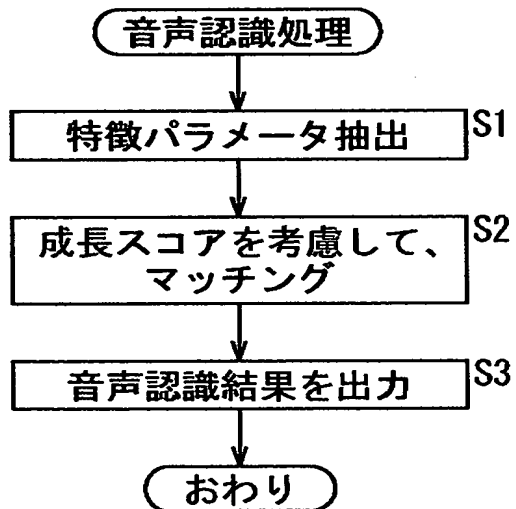 音声認識処理
特徴パラメータ抽出
S1
成長スコアを考慮して、
マッチング
S2
音声認識結果を出力
S3
おわり